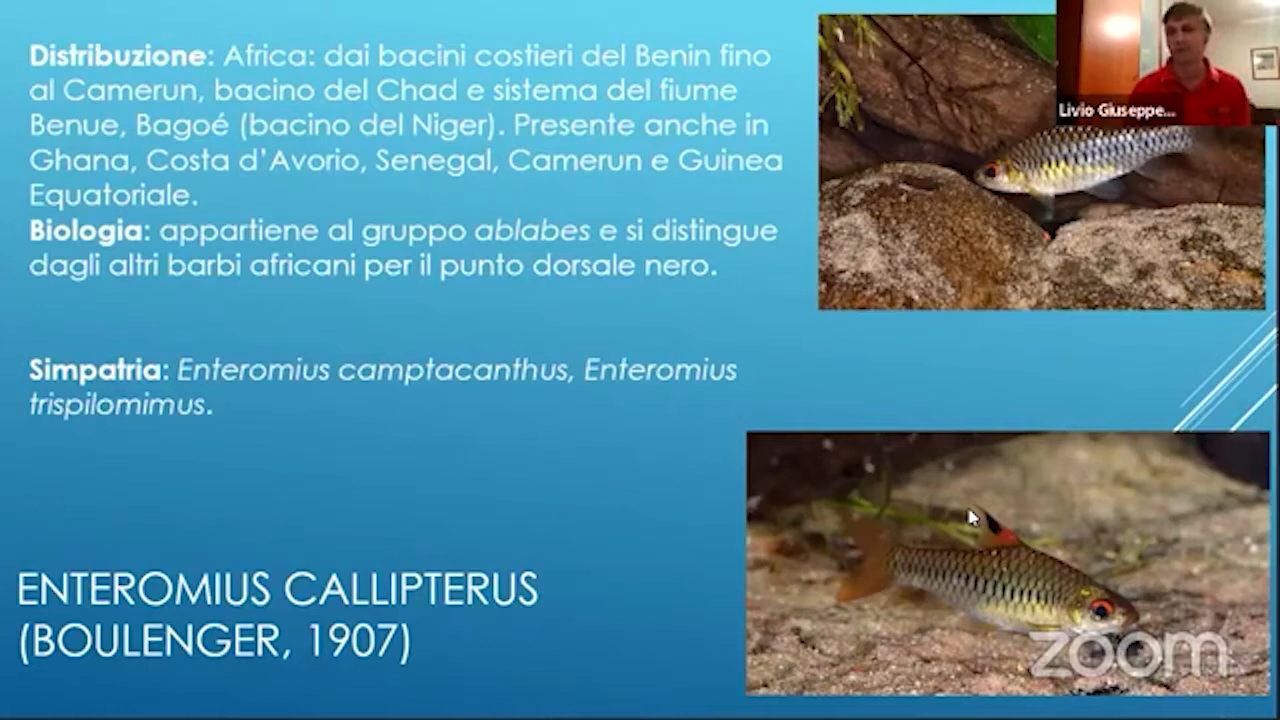 Distribuzione: Africa: dai bacini costieri del Benin fino
al Camerun, bacino del Chad e sistema del fiume
Benue, Bagoé (bacino del Niger). Presente anche in
Ghana, Costa d'Avorio, Senegal, Camerun e Guinea
Equatoriale.
Biologia: appartiene al gruppo ablabes e si distingue
dagli altri barbi africani per il punto dorsale nero.
Simpatria: Enteromius camptacanthus, Enteromius
trispilomimus.
ENTEROMIUS CALLIPTERUS
(BOULENGER, 1907)
Livio Giuseppe...
zoom